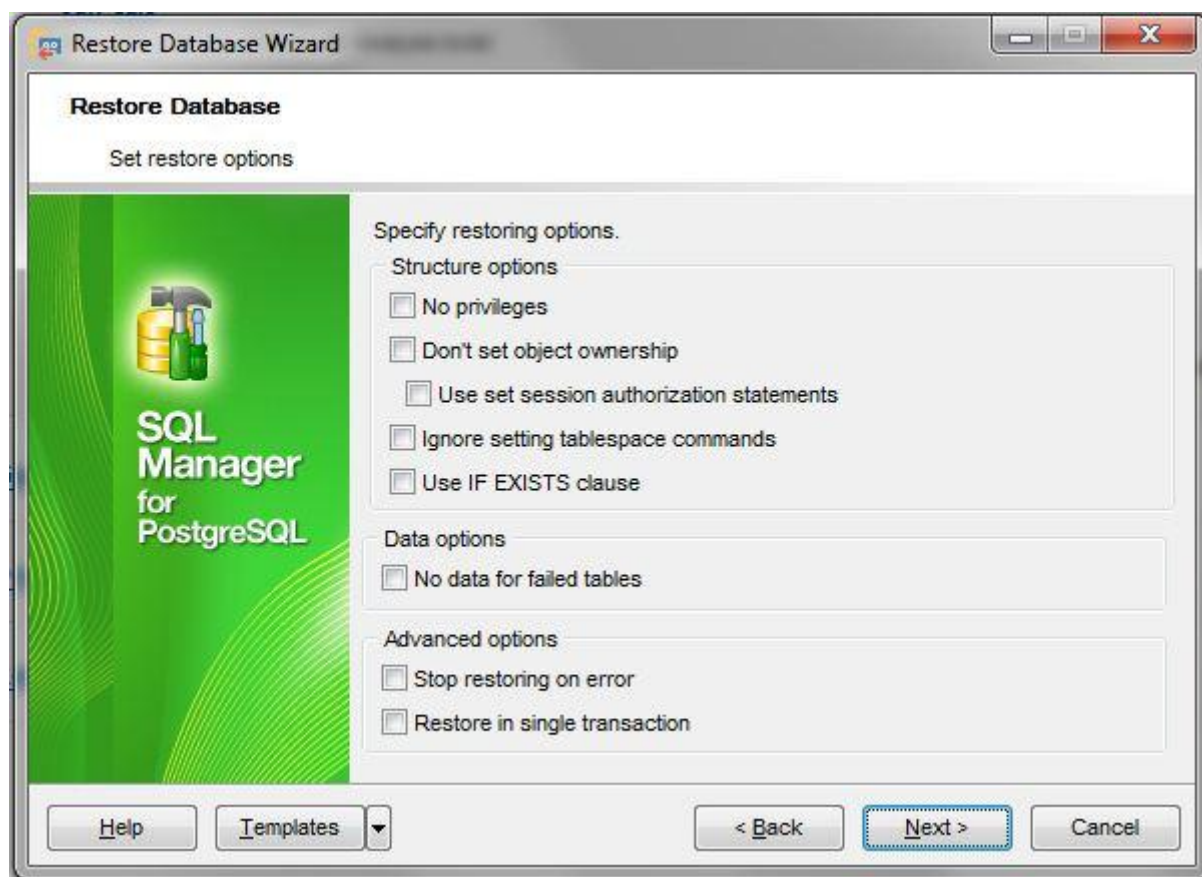 Restore Database Wizard
Restore Database
Set restore options
Specify restoring options.
Structure options
No privileges
Don't set object ownership
Use set session authorization statements
Ignore setting tablespace commands
Use IF EXISTS clause
Data options
No data for failed tables
Advanced options
Stop restoring on error
Restore in single transaction
SQL
Manager
for
PostgreSQL
Help
Templates
< Back
Next >
Cancel